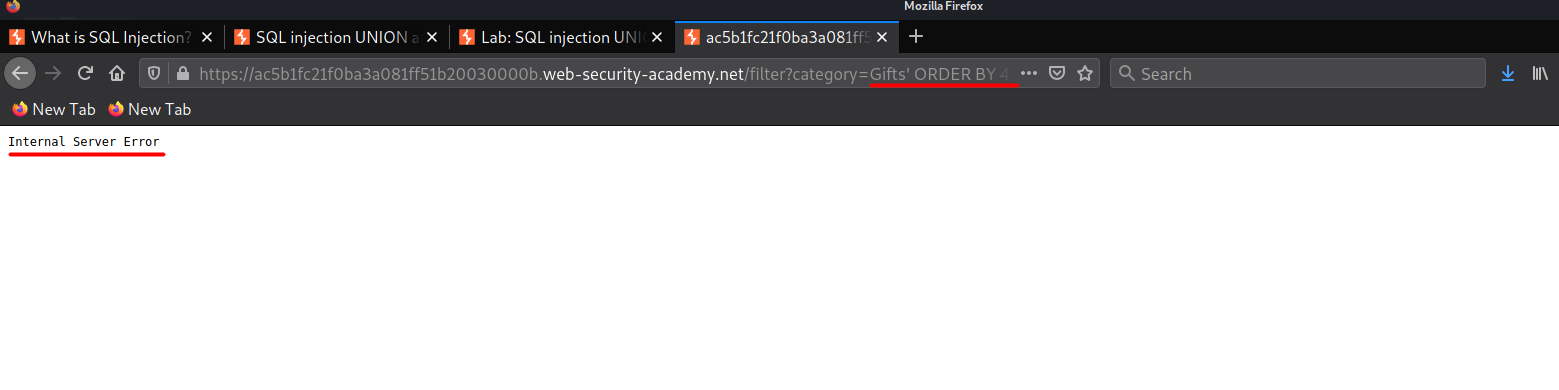 Mozilla Firefox
What is SQL Injection? SQL injection UNION a Lab: SQL injection UNI ac5b1fc21f0ba3a081ff5
https://ac5b1fc21f0ba3a081ff51b20030000b.web-security-academy.net/filter?category=Gifts' ORDER BY 4 Search
New Tab New Tab
Internal Server Error